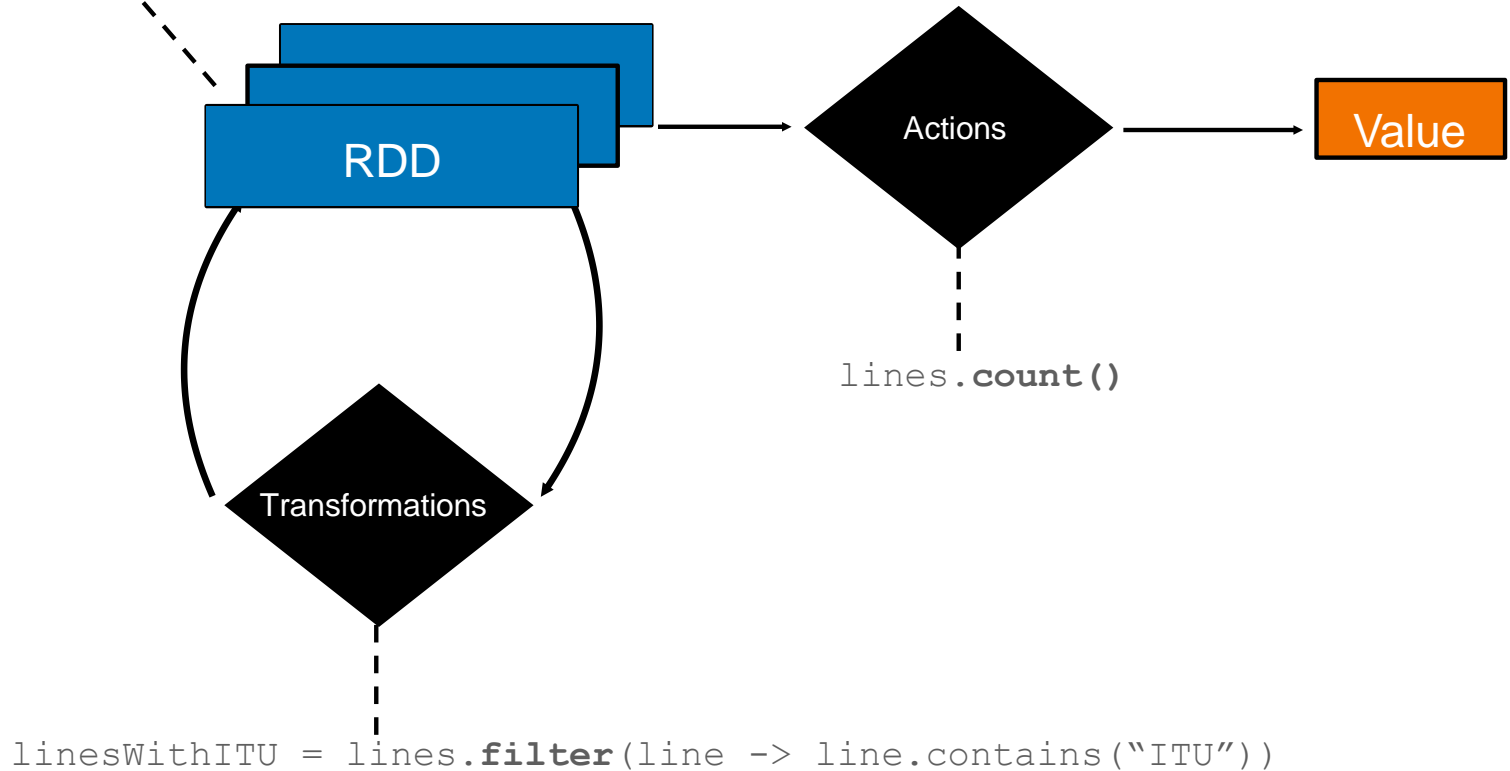 RDD
Actions
Value
lines.count()
Transformations
linesWithITU = lines.filter(line -> line.contains(“ITU”))